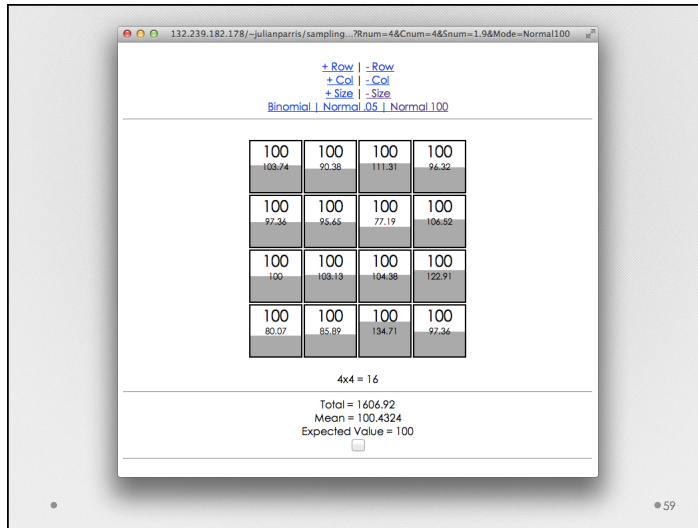 132.239.182.178/~julianparris/sampling...?Rnum=4&Cnum=4&Snum=1.9&Mode=Normal100
+ Row | - Row
+ Col | - Col
+ Size | - Size
Binomial | Normal .05 | Normal 100
100 100 100 100
103.74 90.38 111.31 96.32
100 100 100 100
97.36 95.65 77.19 106.52
100 100 100 100
100 103.13 104.38 122.91
100 100 100 100
80.07 85.89 134.71 97.36
4x4 = 16
Total = 1606.92
Mean = 100.4324
Expected Value = 100
59